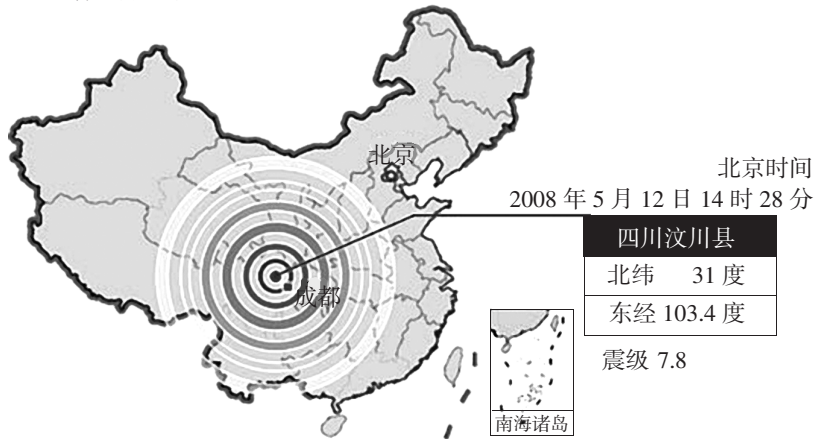 北京
北京时间
2008 年 5 月 12 日 14 时 28 分
四川汶川县
北纬 31 度
成都
东经 103.4 度
震级 7.8
南海诸岛